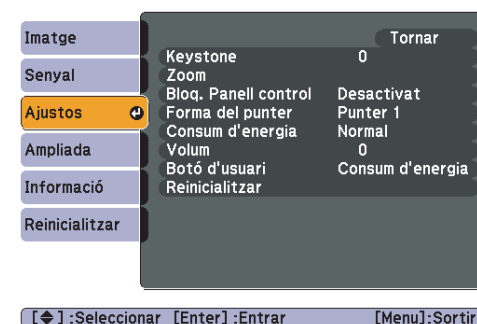 Imatge
Senyal
Ajustos
Ampliada
Informació
Reinicialitzar
Tornar
Keystone 0
Zoom
Bloq. Panell control Desactivat
Forma del punter Punter 1
Consum d'energia Normal
Volum 0
Botó d'usuari Consum d'energia
Reinicialitzar
[ ] :Seleccionar [Enter] :Entrar [Menu]:Sortir